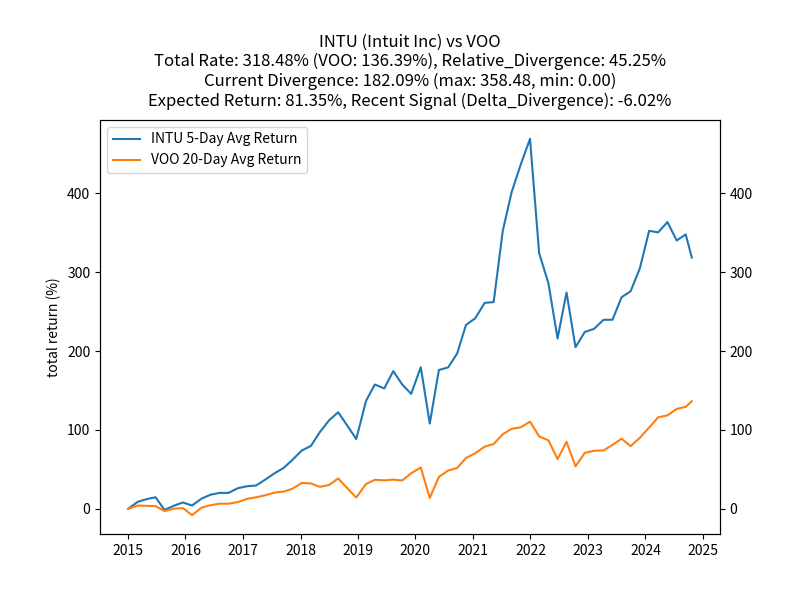 INTU (Intuit Inc) vs VOO
Total Rate: 318.48% (VOO: 136.39%), Relative_Divergence: 45.25%
Current Divergence: 182.09% (max: 358.48, min: 0.00)
Expected Return: 81.35%, Recent Signal (Delta_Divergence): -6.02%
INTU 5-Day Avg Return
VOO 20-Day Avg Return
total return (%)
400 400
300 300
200 200
100 100
0 0
2015 2016 2017 2018 2019 2020 2021 2022 2023 2024 2025